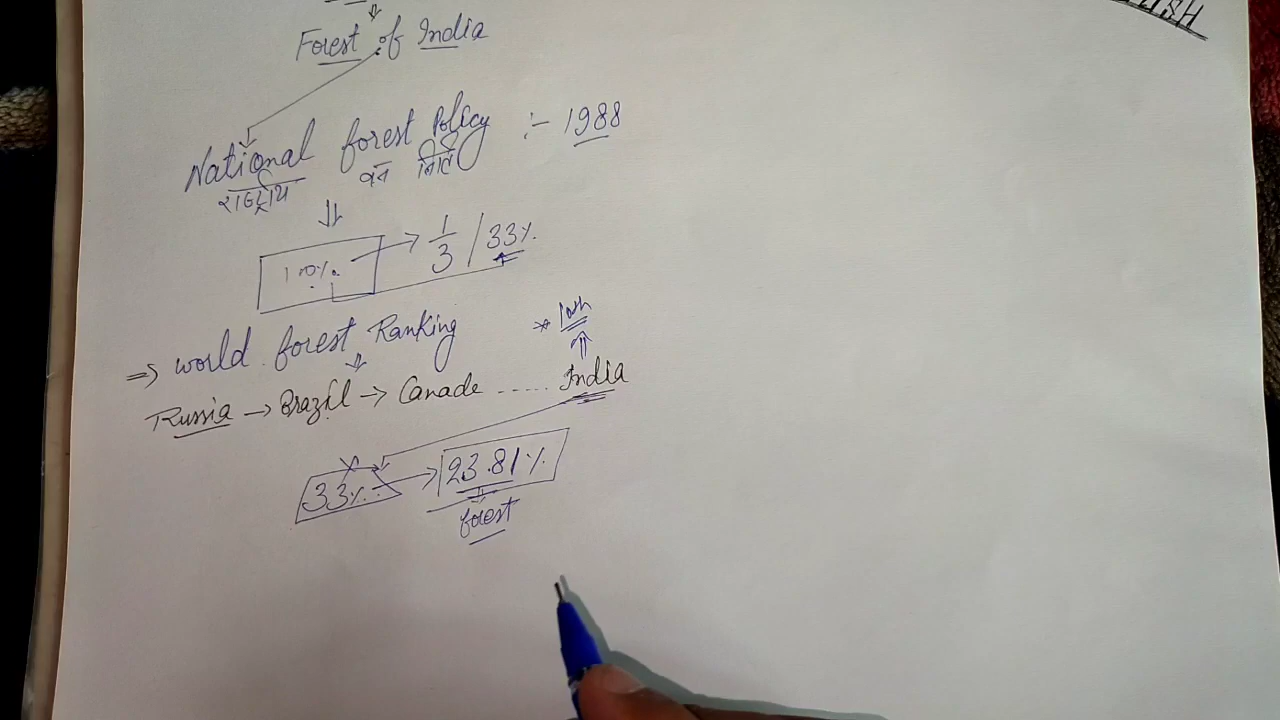 Forest of India
National forest Policy :- 1988
राष्ट्रीय वन निति
100%. → 1/3 / 33%.
⇒ world forest Ranking
* 10th
Russia → Brazil → Canade ...... India
33%. → 23.81%.
forest